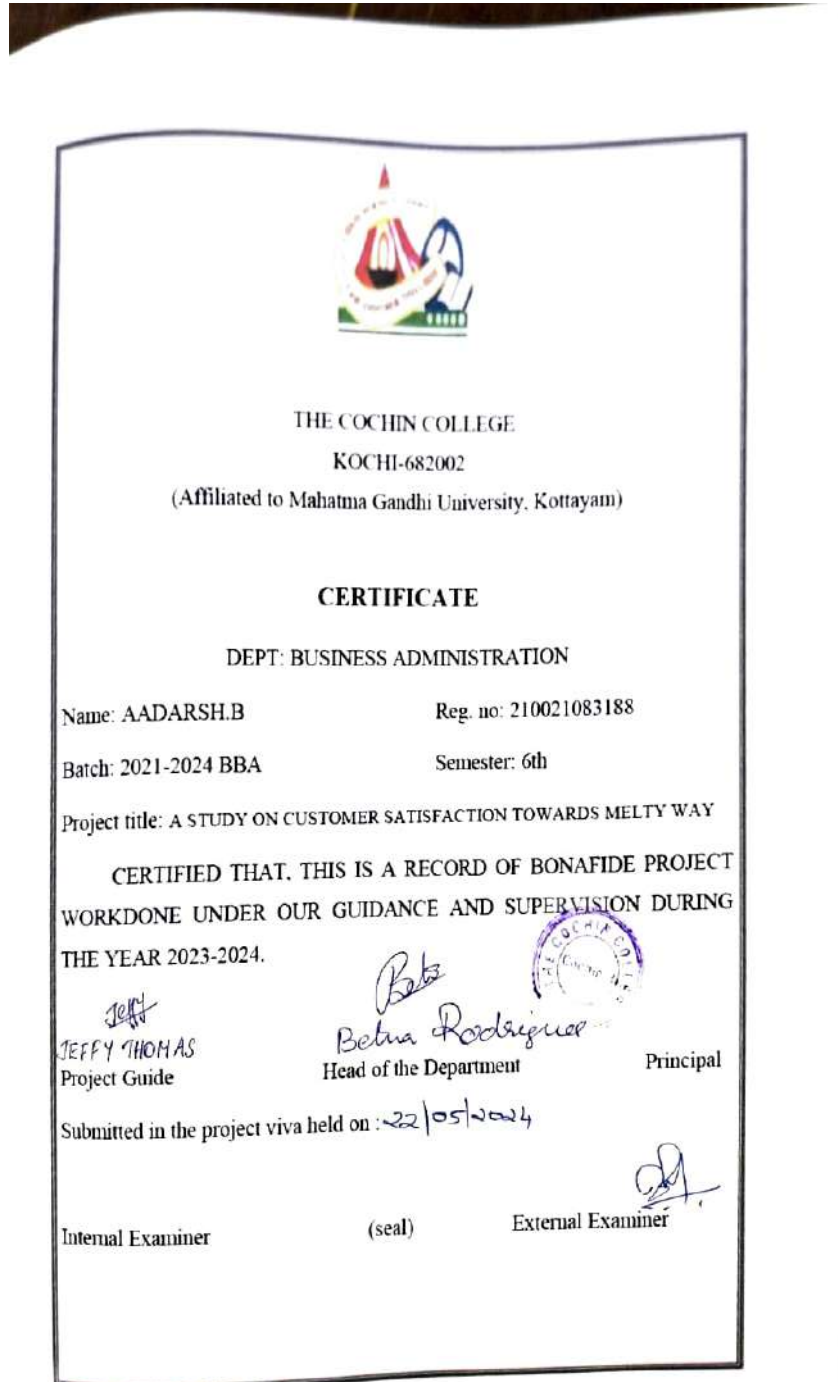 THE COCHIN COLLEGE
KOCHI-682002
(Affiliated to Mahatma Gandhi University, Kottayam)
CERTIFICATE
DEPT: BUSINESS ADMINISTRATION
Name: AADARSH.B Reg. no: 210021083188
Batch: 2021-2024 BBA Semester: 6th
Project title: A STUDY ON CUSTOMER SATISFACTION TOWARDS MELTY WAY
CERTIFIED THAT. THIS IS A RECORD OF BONAFIDE PROJECT
WORKDONE UNDER OUR GUIDANCE AND SUPERVISION DURING
THE YEAR 2023-2024.
THE COCHIN
Jeffy
JEFFY THOMAS
Rodrigues
Project Guide Head of the Department Principal
Submitted in the project viva held on : 22/05/2024
Internal Examiner (seal) External Examiner